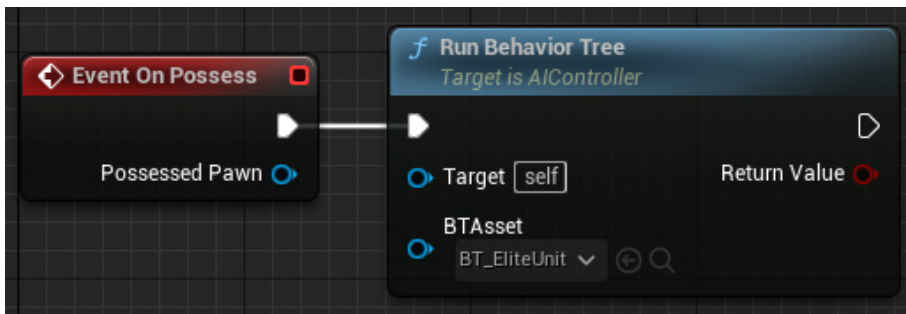 Event On Possess
Possessed Pawn
f Run Behavior Tree
Target is AIController
Target self
Return Value
BTAsset
BT_EliteUnit